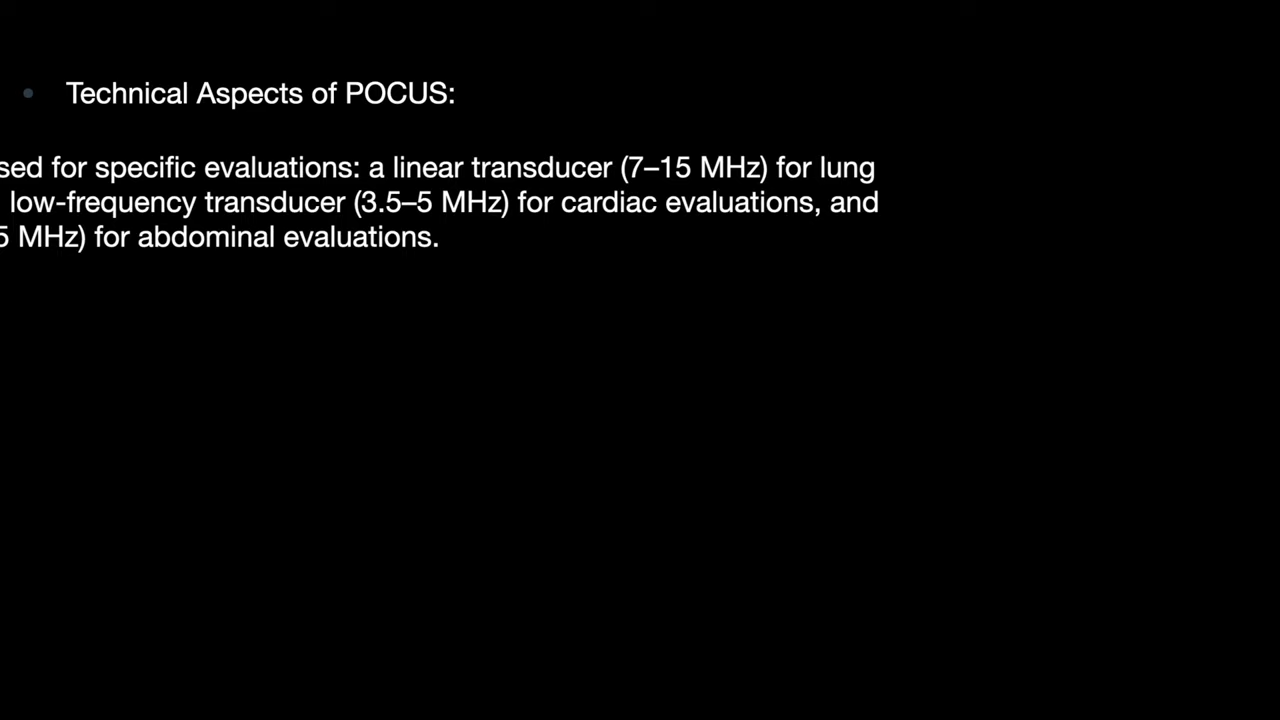 • Technical Aspects of POCUS:
sed for specific evaluations: a linear transducer (7–15 MHz) for lung
low-frequency transducer (3.5–5 MHz) for cardiac evaluations, and
5 MHz) for abdominal evaluations.